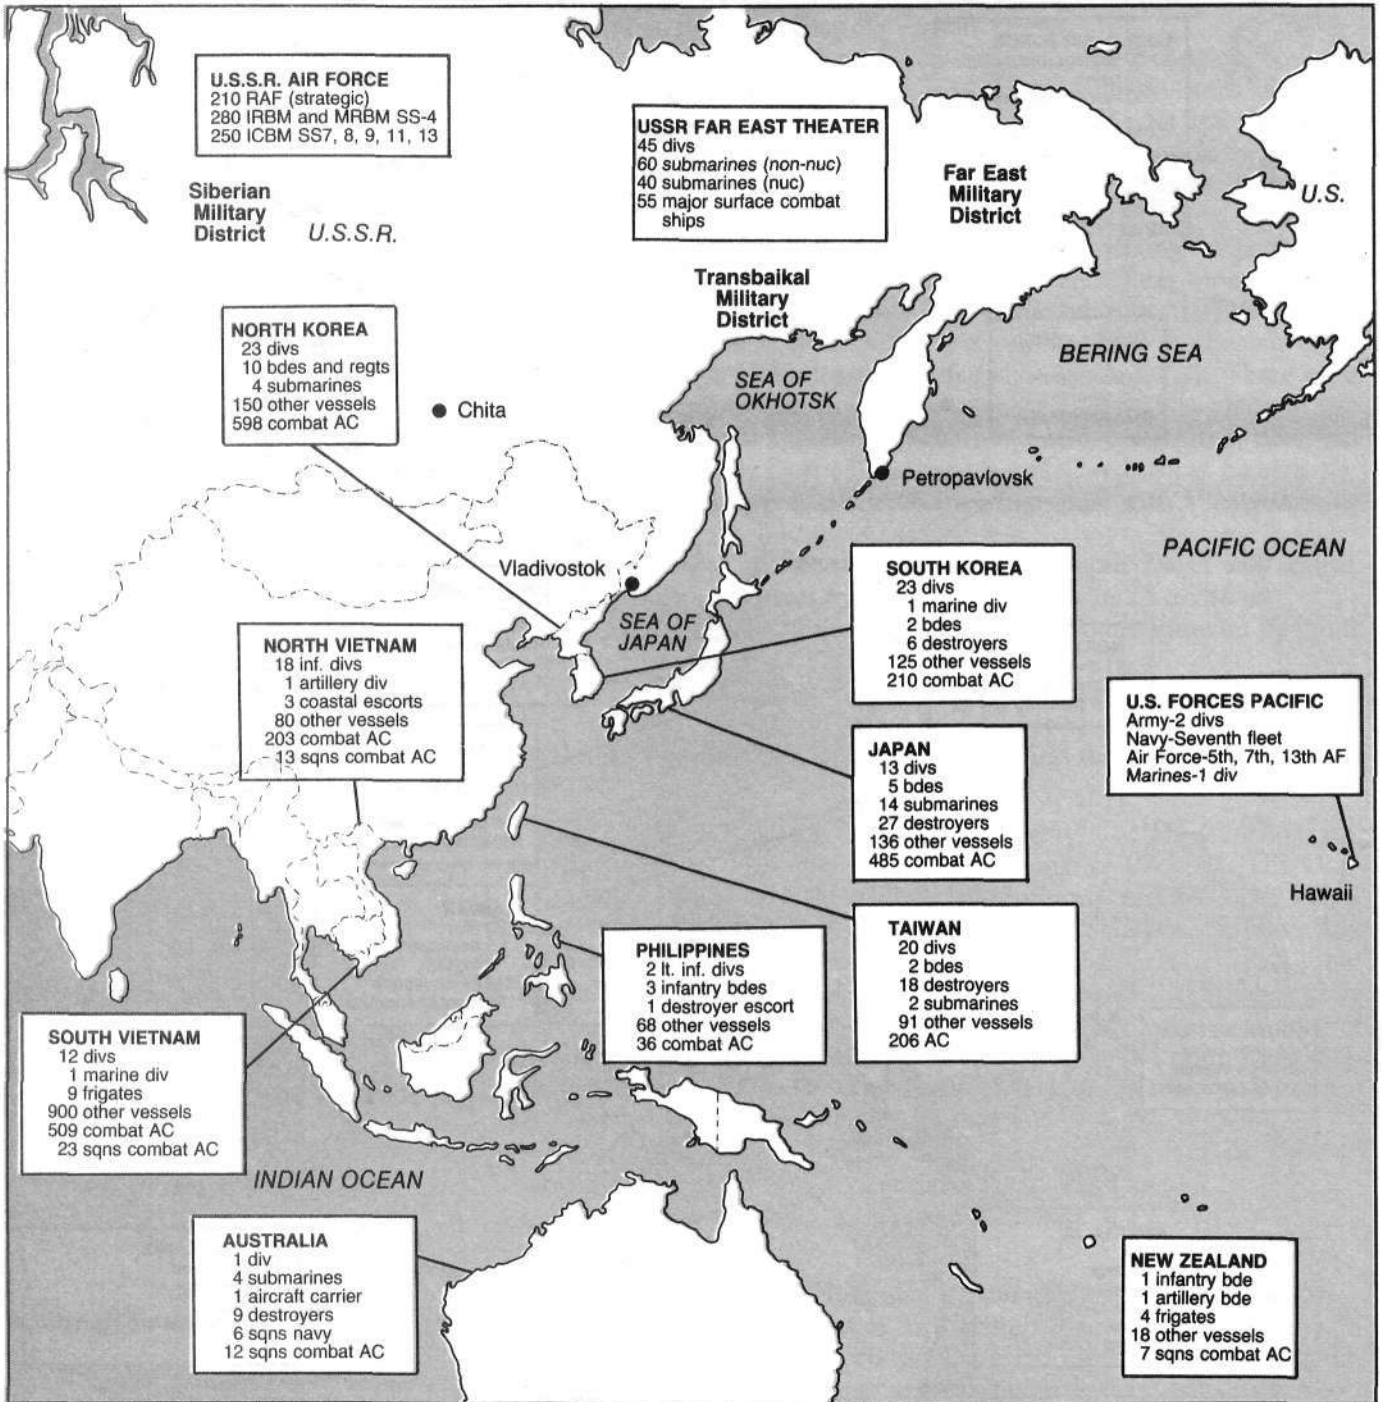 U.S.S.R. AIR FORCE
210 RAF (strategic)
280 IRBM and MRBM SS-4
250 ICBM SS7, 8, 9, 11, 13
USSR FAR EAST THEATER
45 divs
60 submarines (non-nuc)
40 submarines (nuc)
55 major surface combat
ships
Far East
Military
District
U.S.
Siberian
Military
District
U.S.S.R.
Transbaikal
Military
District
NORTH KOREA
23 divs
10 bdes and regts
4 submarines
150 other vessels
598 combat AC
Chita
SEA OF
OKHOTSK
BERING SEA
Petropavlovsk
PACIFIC OCEAN
Vladivostok
SEA OF
JAPAN
SOUTH KOREA
23 divs
1 marine div
2 bdes
6 destroyers
125 other vessels
210 combat AC
NORTH VIETNAM
18 inf. divs
1 artillery div
3 coastal escorts
80 other vessels
203 combat AC
13 sqns combat AC
U.S. FORCES PACIFIC
Army-2 divs
Navy-Seventh fleet
Air Force-5th, 7th, 13th AF
Marines-1 div
JAPAN
13 divs
5 bdes
14 submarines
27 destroyers
136 other vessels
485 combat AC
Hawaii
TAIWAN
20 divs
2 bdes
18 destroyers
2 submarines
91 other vessels
206 AC
PHILIPPINES
2 lt. inf. divs
3 infantry bdes
1 destroyer escort
68 other vessels
36 combat AC
SOUTH VIETNAM
12 divs
1 marine div
9 frigates
900 other vessels
509 combat AC
23 sqns combat AC
INDIAN OCEAN
AUSTRALIA
1 div
4 submarines
1 aircraft carrier
9 destroyers
6 sqns navy
12 sqns combat AC
NEW ZEALAND
1 infantry bde
1 artillery bde
4 frigates
18 other vessels
7 sqns combat AC